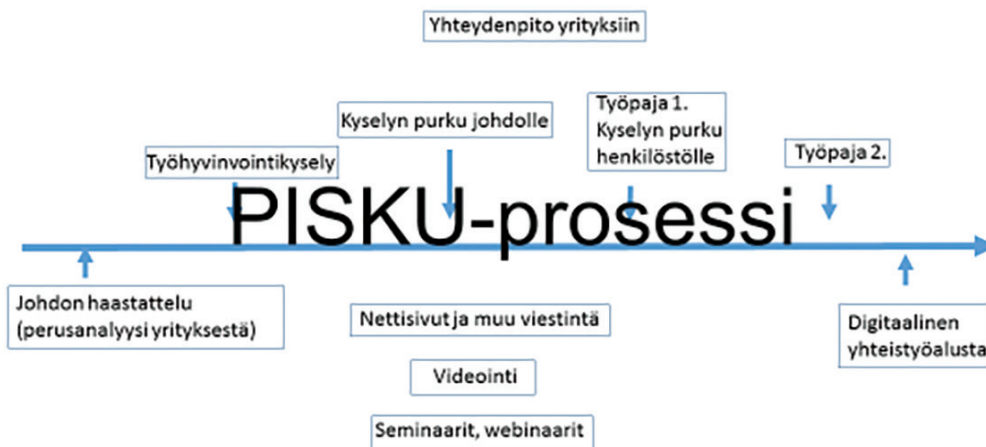 Yhteydenpito yrityksiin
Kyselyn purku johdolle
Työpaja 1.
Kyselyn purku
henkilöstölle
Työhyvinvointikysely
Työpaja 2.
PISKU-prosessi
Johdon haastattelu
(perusanalyysi yrityksestä)
Nettisivut ja muu viestintä
Digitaalinen
yhteistyöalusta
Videointi
Seminaarit, webinaarit